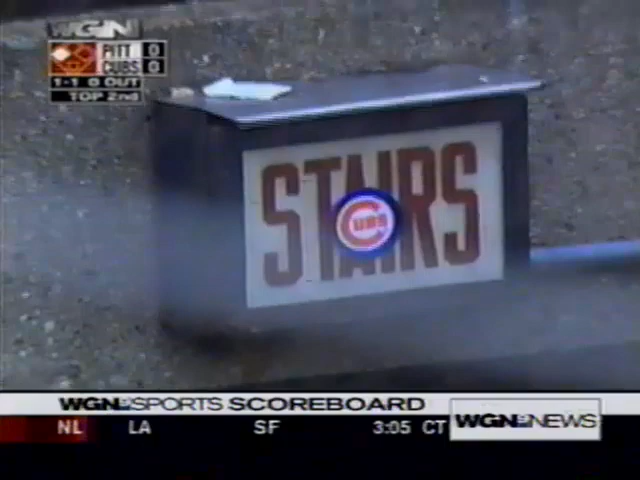 WGN
PITT 0
CUBS 0
1-1 0 OUT
TOP 2nd
STAIRS
CUBS
WGN SPORTS SCOREBOARD
NL LA SF 3:05 CT
WGN NEWS